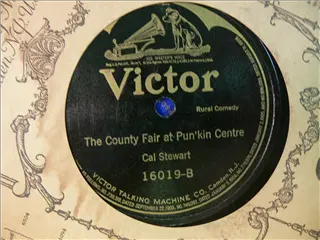 HIS MASTER'S VOICE
Victor
Rural Comedy
The County Fair at Pun'kin Centre
Cal Stewart
16019-B
VICTOR TALKING MACHINE CO. Camden N.J.